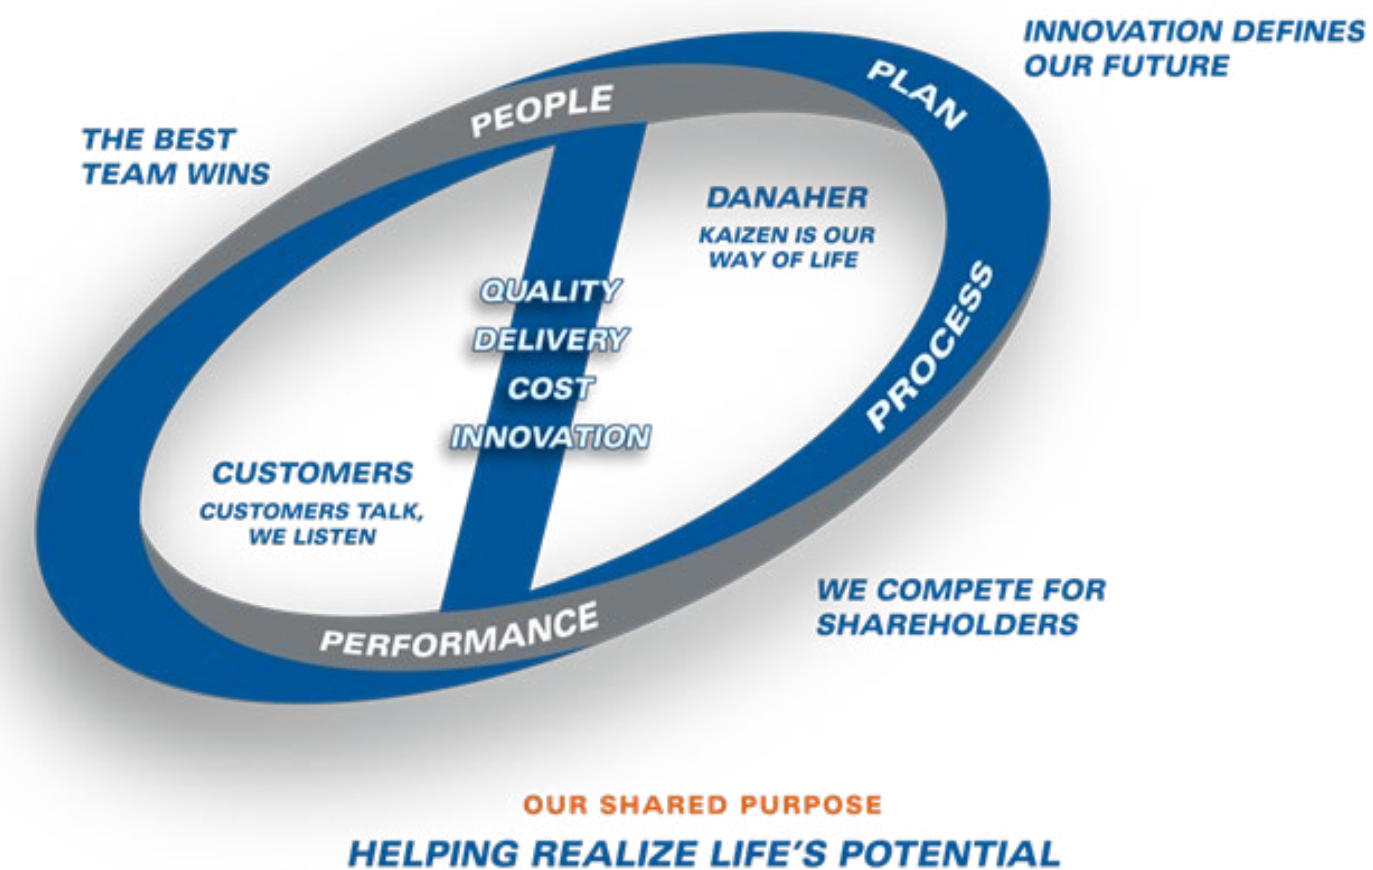 INNOVATION DEFINES
OUR FUTURE
PLAN
PEOPLE
THE BEST
TEAM WINS
DANAHER
KAIZEN IS OUR
WAY OF LIFE
QUALITY
DELIVERY
COST
INNOVATION
PROCESS
CUSTOMERS
CUSTOMERS TALK,
WE LISTEN
WE COMPETE FOR
SHAREHOLDERS
PERFORMANCE
OUR SHARED PURPOSE
HELPING REALIZE LIFE'S POTENTIAL